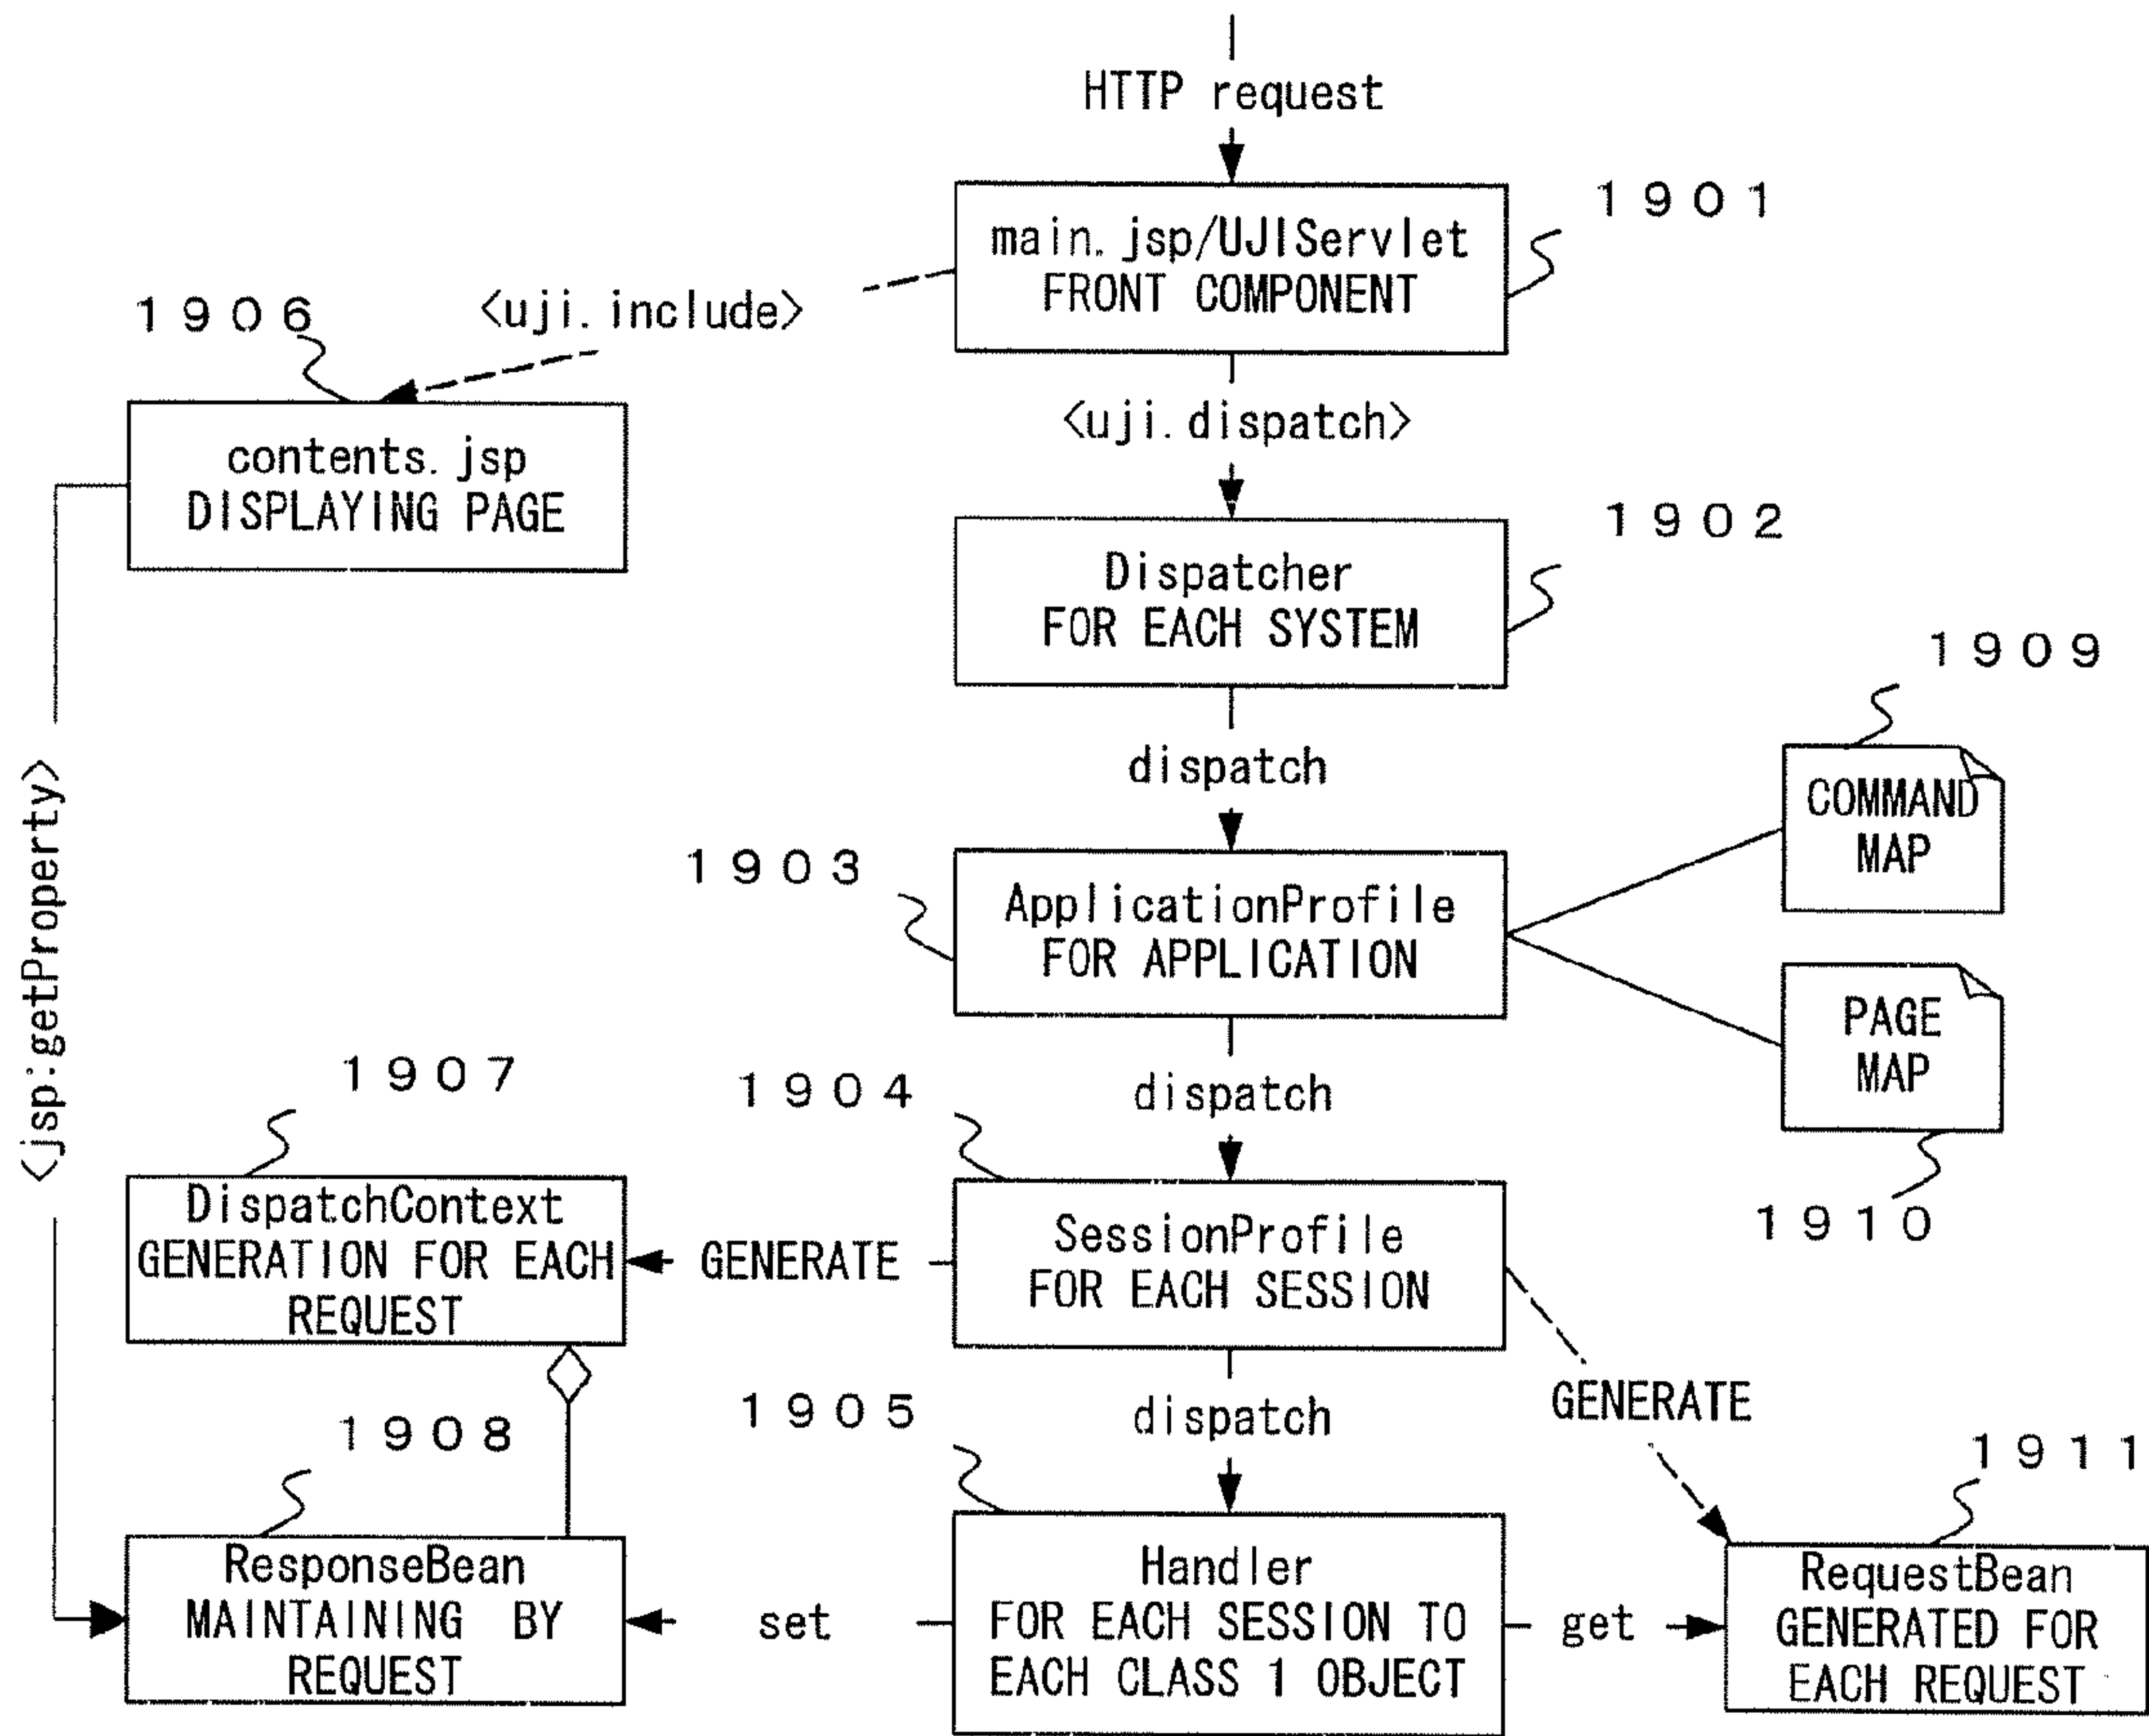 HTTP request
1901
main.jsp/UJIServlet
FRONT COMPONENT
1906
<uji.include>
contents.jsp
DISPLAYING PAGE
<uji.dispatch>
1902
Dispatcher
FOR EACH SYSTEM
1909
dispatch
COMMAND
MAP
<jsp:getProperty>
1903
ApplicationProfile
FOR APPLICATION
PAGE
MAP
1910
1907
1904
dispatch
DispatchContext
GENERATION FOR EACH
REQUEST
GENERATE
SessionProfile
FOR EACH SESSION
1908
1905
dispatch
GENERATE
1911
ResponseBean
MAINTAINING BY
REQUEST
set
Handler
FOR EACH SESSION TO
EACH CLASS 1 OBJECT
get
RequestBean
GENERATED FOR
EACH REQUEST